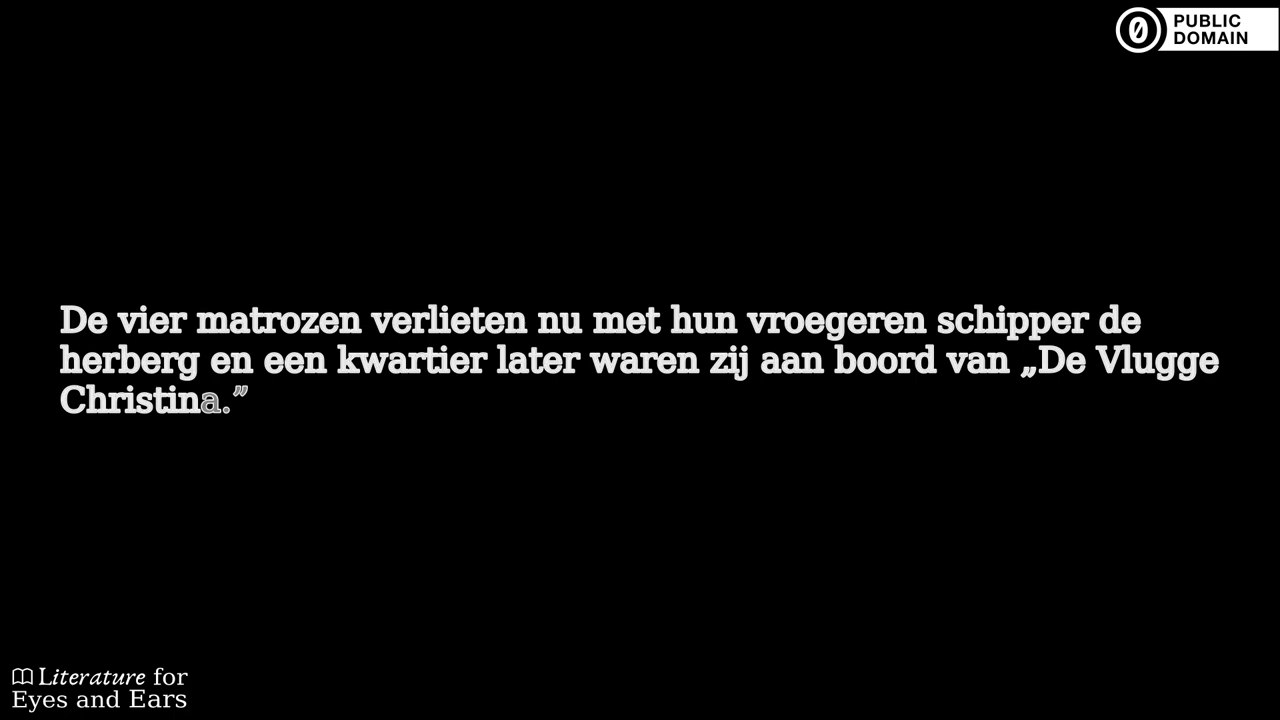 PUBLIC
DOMAIN
De vier matrozen verlieten nu met hun vroegeren schipper de
herberg en een kwartier later waren zij aan boord van „De Vlugge
Christina.”
Literature for
Eyes and Ears